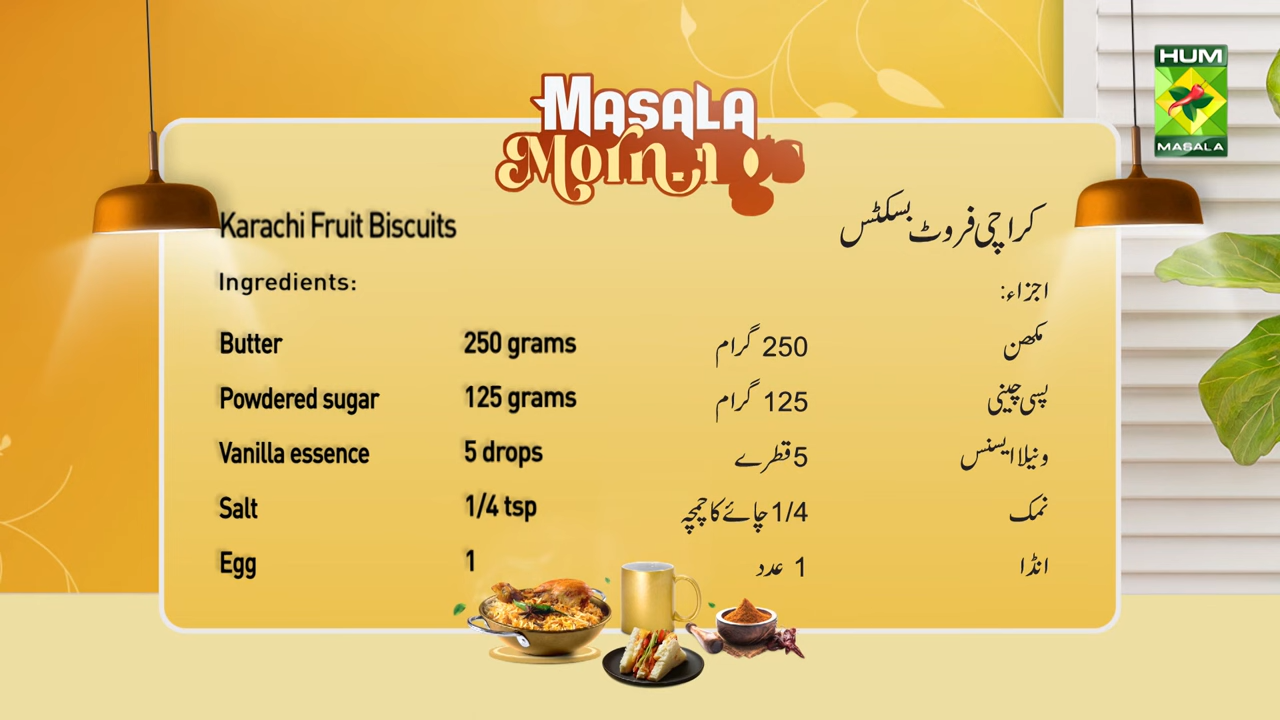 HUM
MASALA
MASALA
Mornings
Karachi Fruit Biscuits کراچی فروٹ بسکٹس
Ingredients: اجزاء:
Butter 250 grams 250 گرام مکھن
Powdered sugar 125 grams 125 گرام پسی چینی
Vanilla essence 5 drops 5 قطرے ونیلا ایسنس
Salt 1/4 tsp 1/4 چائے کا چمچہ نمک
Egg 1 1 عدد انڈا